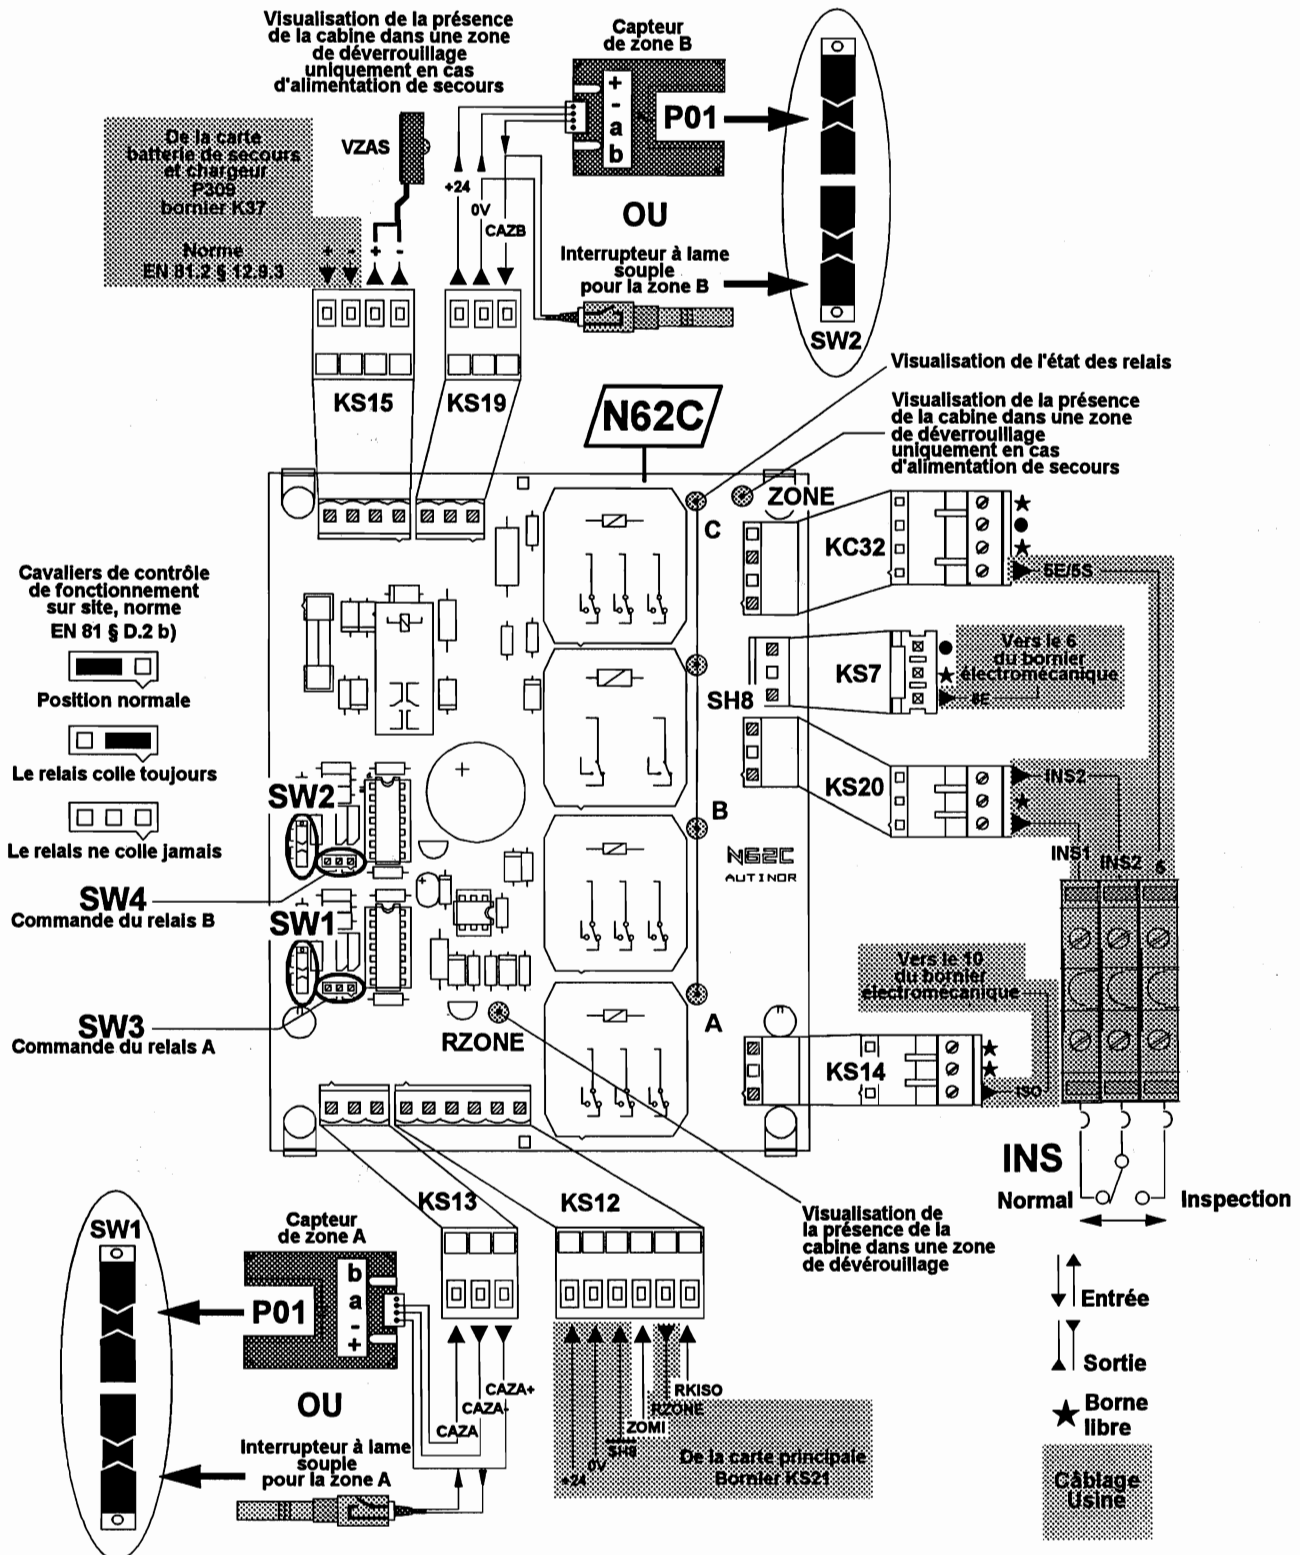 Visualisation de la présence
de la cabine dans une zone
de déverrouillage
uniquement en cas
d'alimentation de secours
Capteur
de zone B
+
-
a
b
P01
De la carte
batterie de secours
et chargeur
P309
bornier K37
Norme
EN 81.2 § 12.9.3
+
-
+
-
VZAS
+24
0V
CAZB
OU
Interrupteur à lame
souple
pour la zone B
SW2
KS15
KS19
N62C
Visualisation de l'état des relais
Visualisation de la présence
de la cabine dans une zone
de déverrouillage
uniquement en cas
d'alimentation de secours
ZONE
C
KC32
5E/5S
Cavaliers de contrôle
de fonctionnement
sur site, norme
EN 81 § D.2 b)
Position normale
Le relais colle toujours
Le relais ne colle jamais
SH8
KS7
Vers le 6
du bornier
électromécanique
6E
KS20
INS2
INS1
INS2
6
SW2
SW4
Commande du relais B
SW1
SW3
Commande du relais A
+
+
B
N62C
AUTINOR
A
RZONE
Vers le 10
du bornier
électromécanique
KS14
ISO
INS
Normal
Inspection
KS13
KS12
Visualisation de
la présence de la
cabine dans une zone
de dévérouillage
SW1
Capteur
de zone A
b
a
-
+
P01
OU
Interrupteur à lame
souple
pour la zone A
CAZA
CAZA-
CAZA+
+24
0V
SH8
ZOMI
RZONE
RKISO
De la carte principale
Bornier KS21
Entrée
Sortie
Borne
libre
Câblage
Usine